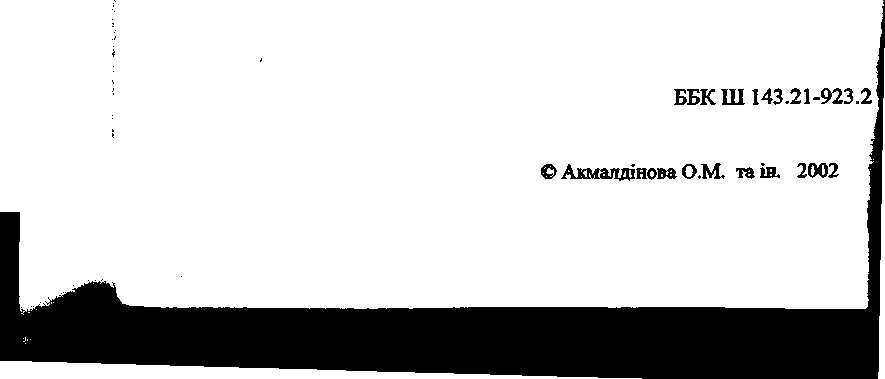 ББК Ш 143.21-923.2
© Акмалдінова О.М. та ін. 2002